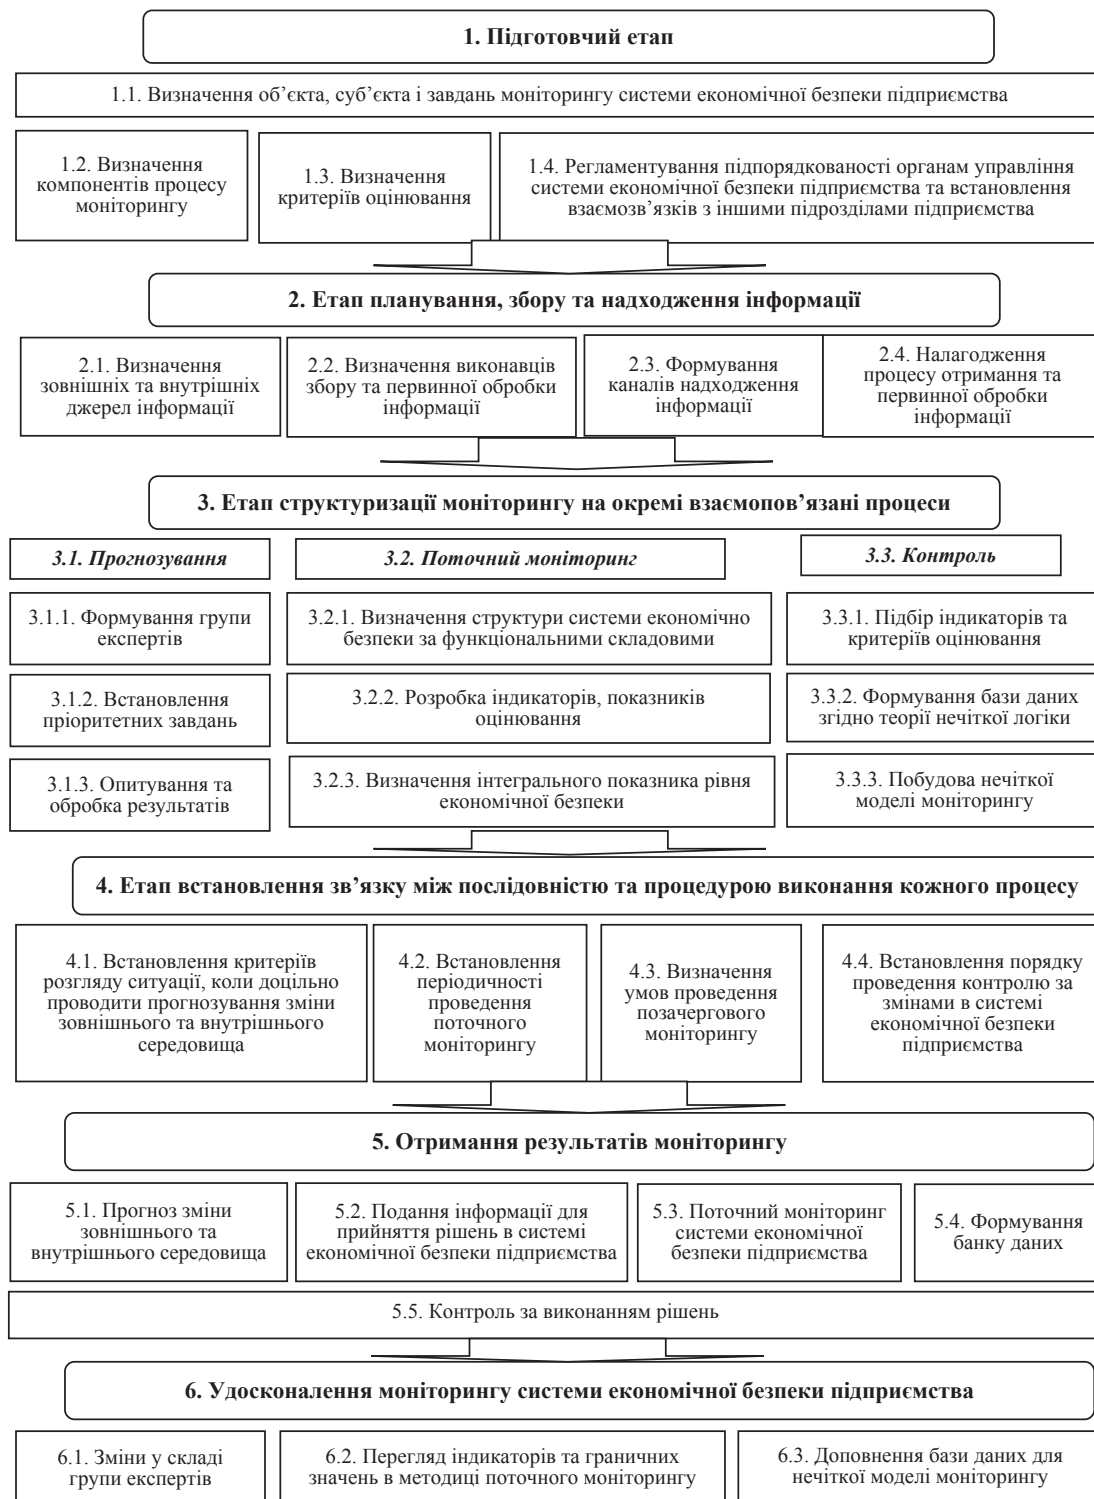 1. Підготовчий етап
1.1. Визначення об’єкта, суб’єкта і завдань моніторингу системи економічної безпеки підприємства
1.2. Визначення
компонентів процесу
моніторингу
1.3. Визначення
критеріїв оцінювання
1.4. Регламентування підпорядкованості органам управління
системи економічної безпеки підприємства та встановлення
взаємозв’язків з іншими підрозділами підприємства
2. Етап планування, збору та надходження інформації
2.1. Визначення
зовнішніх та внутрішніх
джерел інформації
2.2. Визначення виконавців
збору та первинної обробки
інформації
2.3. Формування
каналів надходження
інформації
2.4. Налагодження
процесу отримання та
первинної обробки
інформації
3. Етап структуризації моніторингу на окремі взаємопов’язані процеси
3.1. Прогнозування
3.2. Поточний моніторинг
3.3. Контроль
3.1.1. Формування групи
експертів
3.2.1. Визначення структури системи економічно
безпеки за функціональними складовими
3.3.1. Підбір індикаторів та
критеріїв оцінювання
3.1.2. Встановлення
пріоритетних завдань
3.2.2. Розробка індикаторів, показників
оцінювання
3.3.2. Формування бази даних
згідно теорії нечіткої логіки
3.1.3. Опитування та
обробка результатів
3.2.3. Визначення інтегрального показника рівня
економічної безпеки
3.3.3. Побудова нечіткої
моделі моніторингу
4. Етап встановлення зв’язку між послідовністю та процедурою виконання кожного процесу
4.1. Встановлення критеріїв
розгляду ситуації, коли доцільно
проводити прогнозування зміни
зовнішнього та внутрішнього
середовища
4.2. Встановлення
періодичності
проведення
поточного
моніторингу
4.3. Визначення
умов проведення
позачергового
моніторингу
4.4. Встановлення порядку
проведення контролю за
змінами в системі
економічної безпеки
підприємства
5. Отримання результатів моніторингу
5.1. Прогноз зміни
зовнішнього та
внутрішнього середовища
5.2. Подання інформації для
прийняття рішень в системі
економічної безпеки підприємства
5.3. Поточний моніторинг
системи економічної
безпеки підприємства
5.4. Формування
банку даних
5.5. Контроль за виконанням рішень
6. Удосконалення моніторингу системи економічної безпеки підприємства
6.1. Зміни у складі
групи експертів
6.2. Перегляд індикаторів та граничних
значень в методиці поточного моніторингу
6.3. Доповнення бази даних для
нечіткої моделі моніторингу